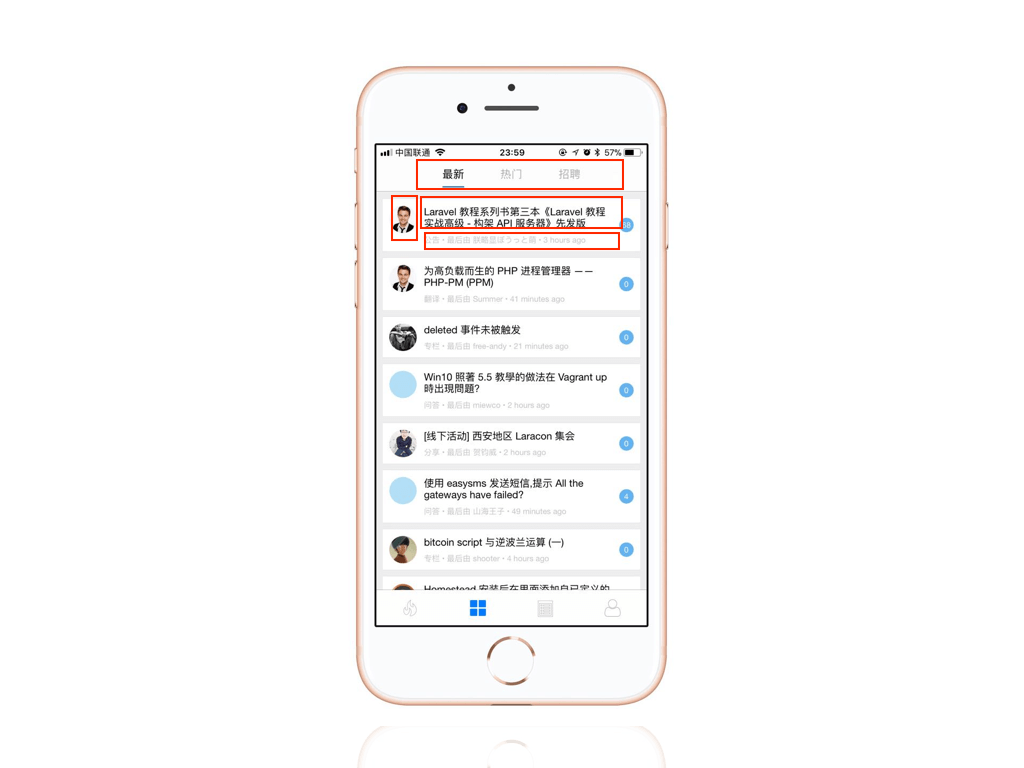 中国联通 23:59 57%
最新 热门 招聘
Laravel 教程系列书第三本《Laravel 教程
实战高级 - 构架 API 服务器》先发版
38
公告 • 最后由 • 3 hours ago
为高负载而生的 PHP 进程管理器 ——
PHP-PM (PPM)
0
翻译 • 最后由 Summer • 41 minutes ago
deleted 事件未被触发
0
专栏 • 最后由 free-andy • 21 minutes ago
Win10 照著 5.5 教學的做法在 Vagrant up
時出現問題?
0
问答 • 最后由 miewco • 2 hours ago
[线下活动] 西安地区 Laracon 集会
0
分享 • 最后由 贺钧威 • 2 hours ago
使用 easysms 发送短信,提示 All the
gateways have failed?
4
问答 • 最后由 山海王子 • 49 minutes ago
bitcoin script 与逆波兰运算 (一)
0
专栏 • 最后由 shooter • 4 hours ago
Homestead 安装后在里面添加自己定义的